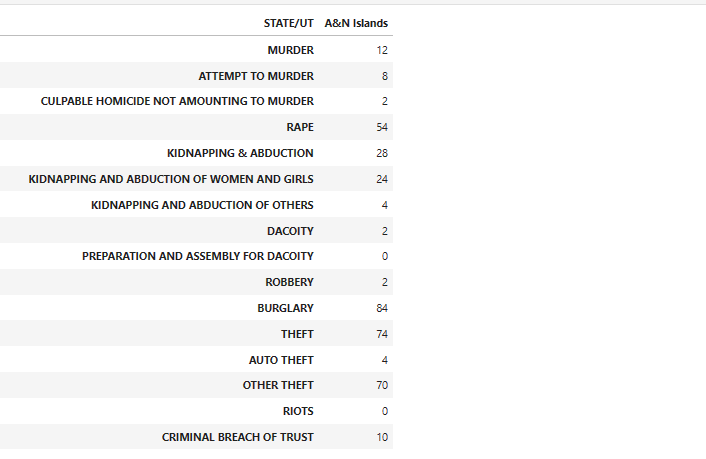 STATE/UT A&N Islands
MURDER 12
ATTEMPT TO MURDER 8
CULPABLE HOMICIDE NOT AMOUNTING TO MURDER 2
RAPE 54
KIDNAPPING & ABDUCTION 28
KIDNAPPING AND ABDUCTION OF WOMEN AND GIRLS 24
KIDNAPPING AND ABDUCTION OF OTHERS 4
DACOITY 2
PREPARATION AND ASSEMBLY FOR DACOITY 0
ROBBERY 2
BURGLARY 84
THEFT 74
AUTO THEFT 4
OTHER THEFT 70
RIOTS 0
CRIMINAL BREACH OF TRUST 10